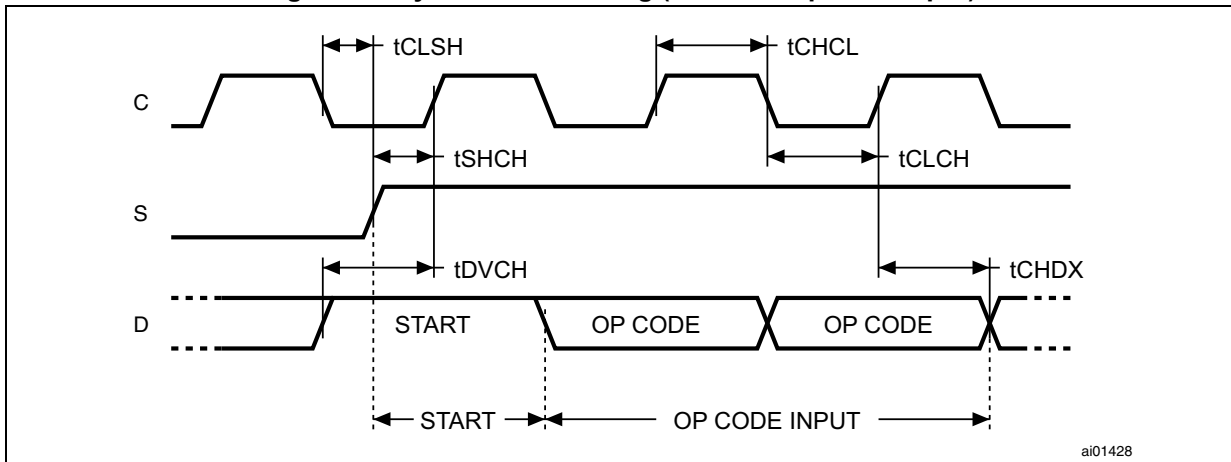 tCLSH
tCHCL
C
tSHCH
tCLCH
S
tDVCH
tCHDX
D
START
OP CODE
OP CODE
START
OP CODE INPUT
ai01428